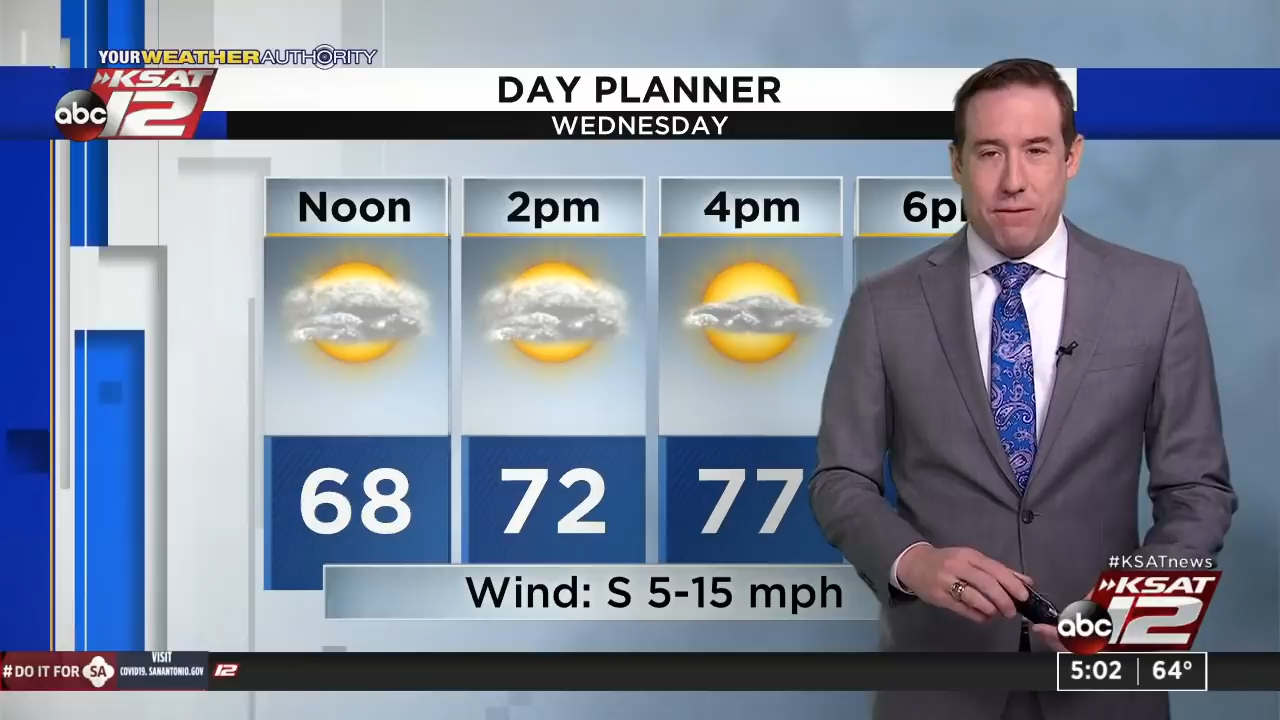 YOUR WEATHER AUTHORITY
KSAT
abc 12
DAY PLANNER
WEDNESDAY
Noon 2pm 4pm
68 72 77
Wind: S 5-15 mph
#KSATnews
KSAT
abc 12
#DO IT FOR SA
VISIT
COVID19.SANANTONIO.GOV
12
5:02 64°